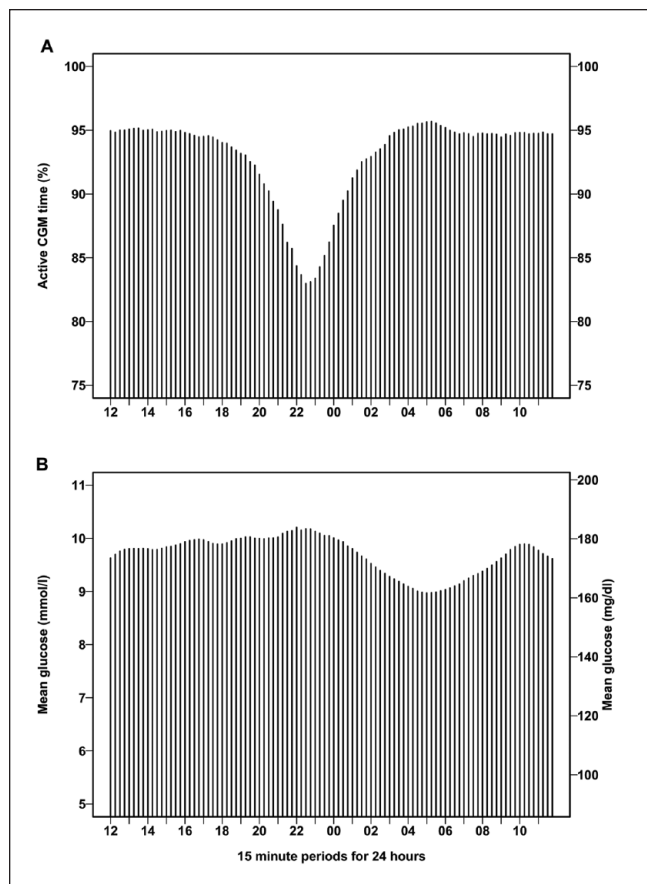 A
100 100
95 95
90 90
85 85
80 80
75 75
Active CGM time (%)
12 14 16 18 20 22 00 02 04 06 08 10
B
11 200
10 180
9 160
8 140
7 120
6 100
5
Mean glucose (mmol/l)
Mean glucose (mg/dl)
12 14 16 18 20 22 00 02 04 06 08 10
15 minute periods for 24 hours